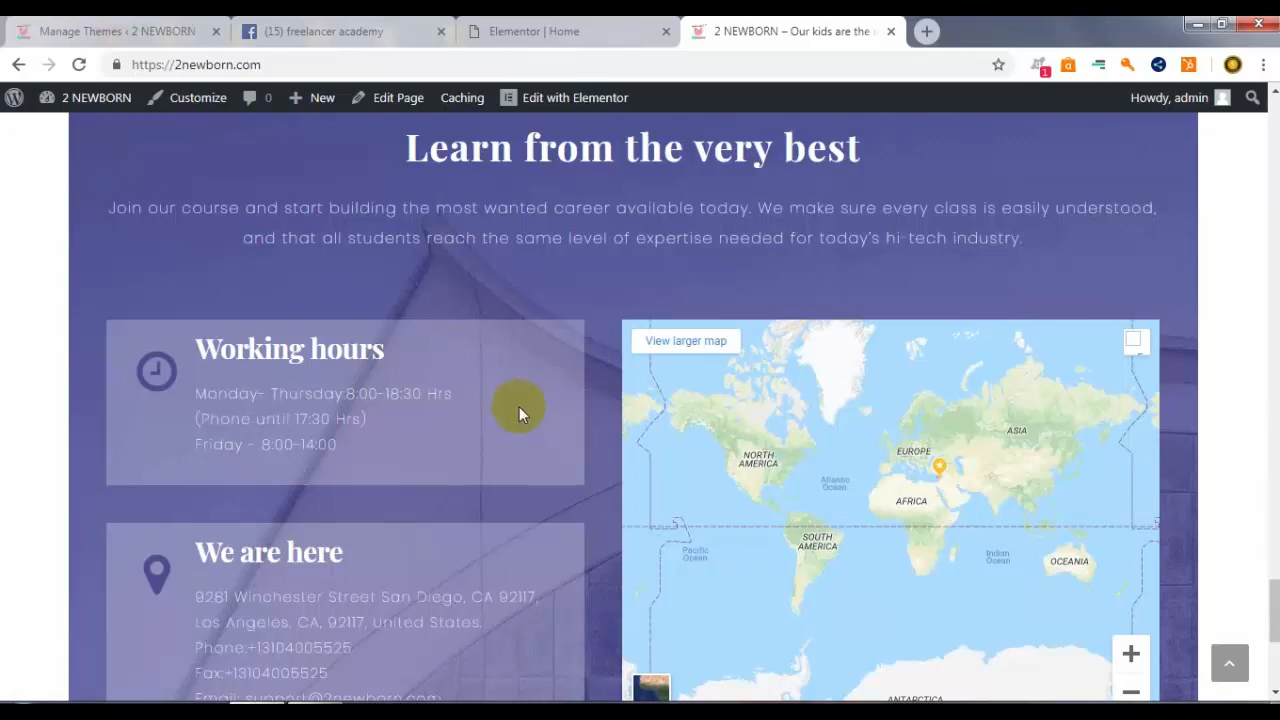 Manage Themes ‹ 2 NEWBORN
(15) freelancer academy
Elementor | Home
2 NEWBORN – Our kids are the
https://2newborn.com
1
2 NEWBORN
Customize
0
New
Edit Page
Caching
Edit with Elementor
Howdy, admin
Learn from the very best
Join our course and start building the most wanted career available today. We make sure every class is easily understood,
and that all students reach the same level of expertise needed for today's hi-tech industry.
Working hours
Monday- Thursday:8:00-18:30 Hrs
(Phone until 17:30 Hrs)
Friday - 8:00-14:00
We are here
9281 Winchester Street San Diego, CA 92117,
Los Angeles, CA, 92117, United States.
Phone:+13104005525
Fax:+13104005525
Email: support@2newborn.com
View larger map
NORTH
AMERICA
Atlantic
Ocean
EUROPE
ASIA
AFRICA
SOUTH
AMERICA
Pacific
Ocean
Indian
Ocean
OCEANIA
ANTARCTICA